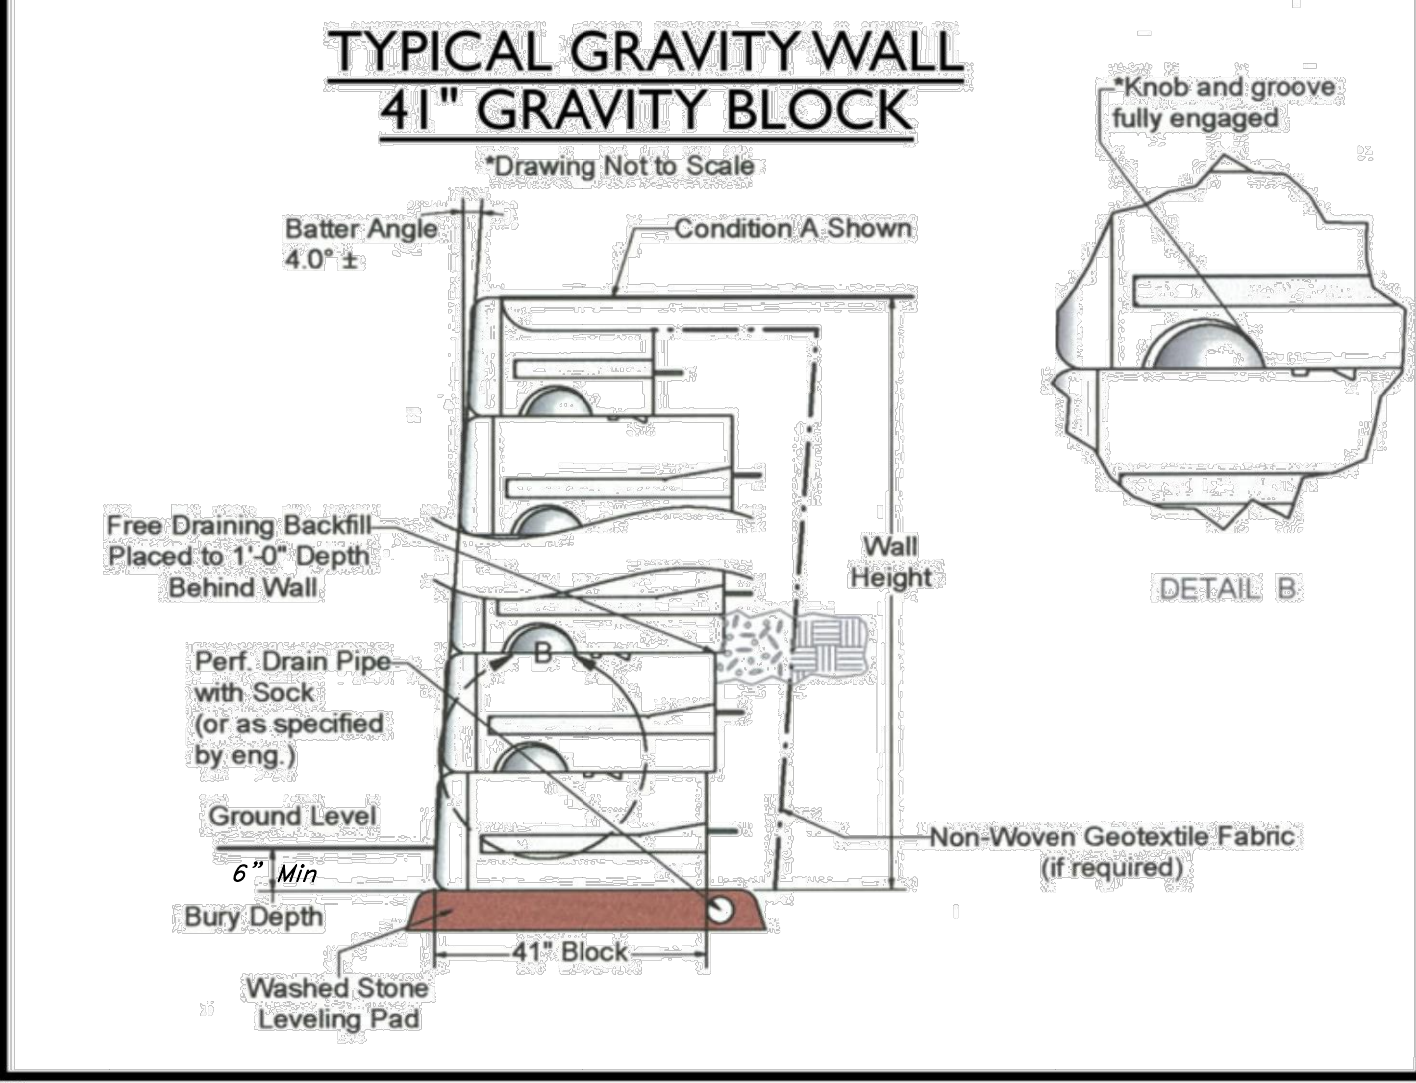 TYPICAL GRAVITY WALL
41" GRAVITY BLOCK
*Drawing Not to Scale
*Knob and groove
fully engaged
Batter Angle
4.0° ±
Condition A Shown
Free Draining Backfill
Placed to 1'-0" Depth
Behind Wall
Wall
Height
DETAIL B
B
Perf. Drain Pipe
with Sock
(or as specified
by eng.)
Ground Level
6” Min
Bury Depth
Non-Woven Geotextile Fabric
(if required)
41" Block
Washed Stone
Leveling Pad